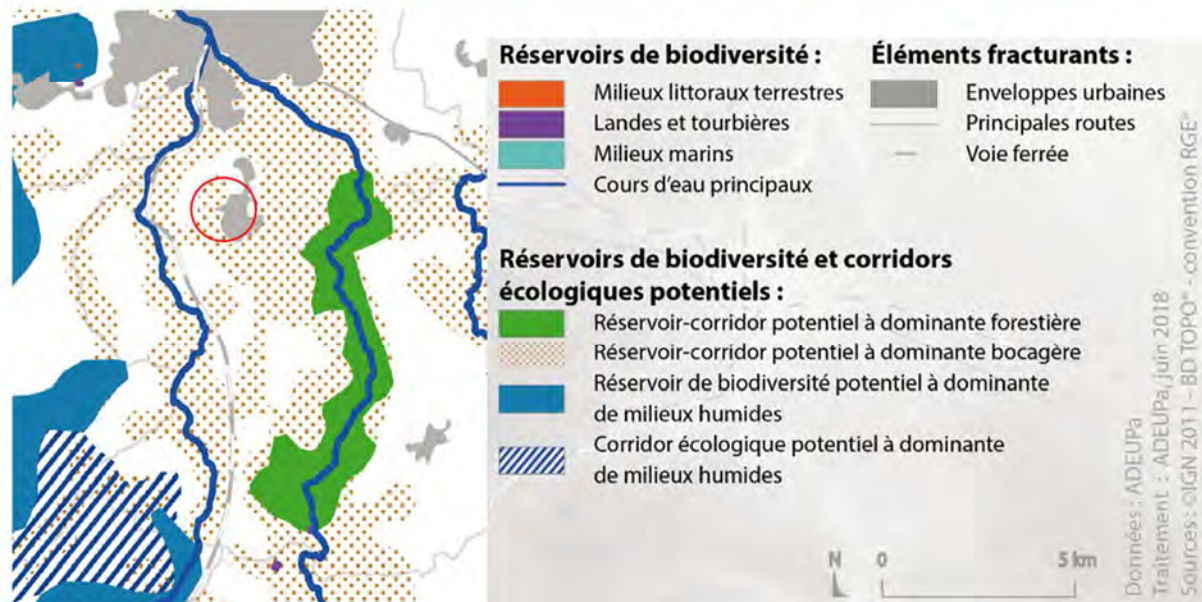 Réservoirs de biodiversité :
Milieux littoraux terrestres
Landes et tourbières
Milieux marins
Cours d'eau principaux
Éléments fracturants :
Enveloppes urbaines
Principales routes
Voie ferrée
Réservoirs de biodiversité et corridors
écologiques potentiels :
Réservoir-corridor potentiel à dominante forestière
Réservoir-corridor potentiel à dominante bocagère
Réservoir de biodiversité potentiel à dominante
de milieux humides
Corridor écologique potentiel à dominante
de milieux humides
N 0 5 km
Données : ADEUPa
Traitement : ADEUPa/juin 2018
Sources : ©IGN 2011 - BD TOPO® - convention RGE®